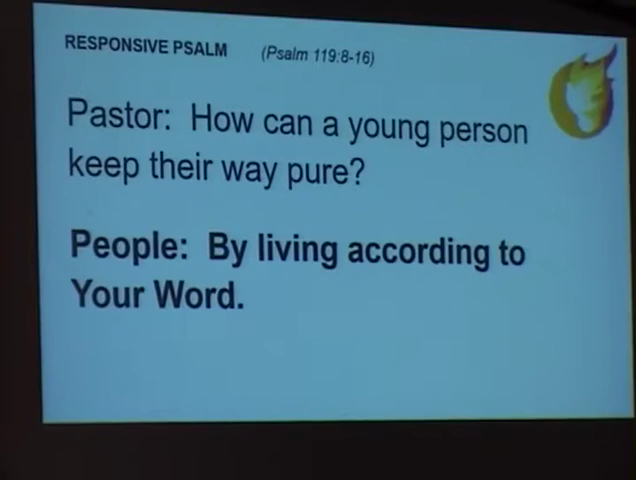 RESPONSIVE PSALM (Psalm 119:8-16)
Pastor: How can a young person
keep their way pure?
People: By living according to
Your Word.